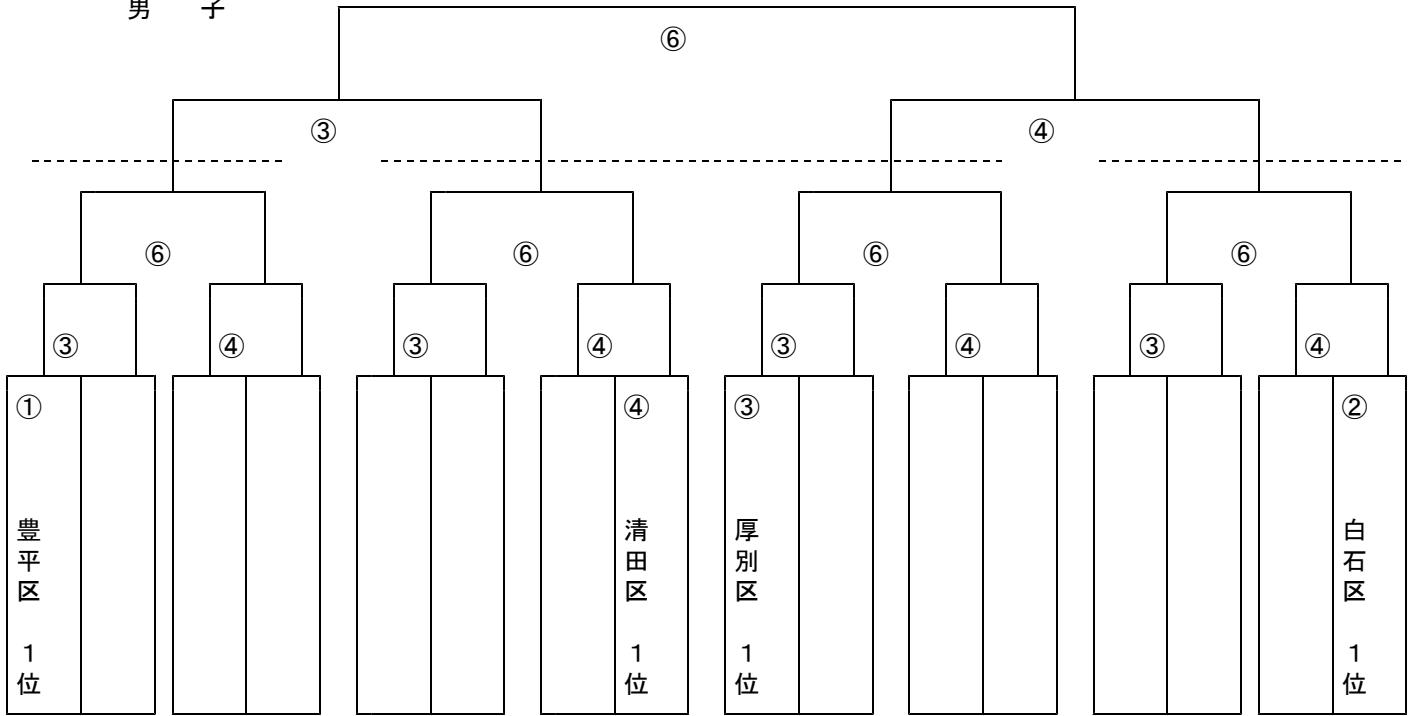 男 子
⑥
③ ④
⑥ ⑥ ⑥ ⑥
③ ④ ③ ④ ③ ④ ③ ④
① ④ ③ ②
豊平区 1位
清田区 1位
厚別区 1位
白石区 1位